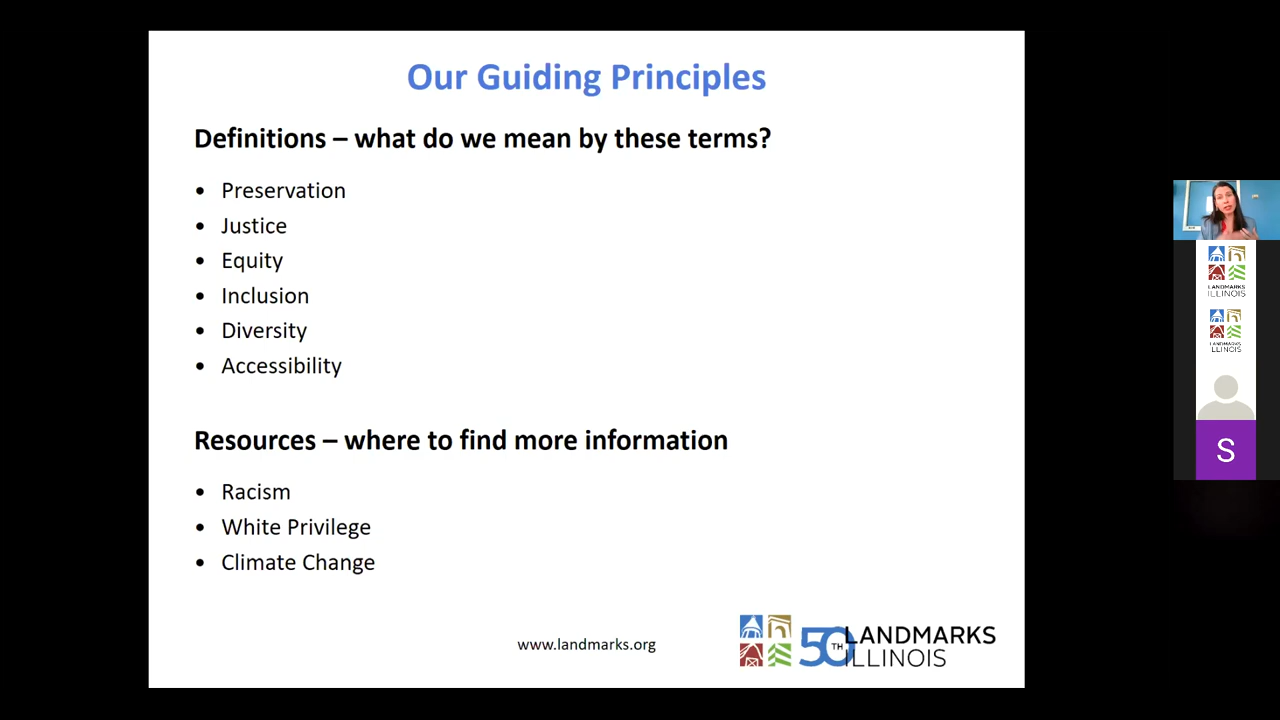 Our Guiding Principles
Definitions – what do we mean by these terms?
• Preservation
• Justice
• Equity
• Inclusion
• Diversity
• Accessibility
Resources – where to find more information
• Racism
• White Privilege
• Climate Change
www.landmarks.org
50TH
LANDMARKS
ILLINOIS
LANDMARKS
ILLINOIS
LANDMARKS
ILLINOIS
S